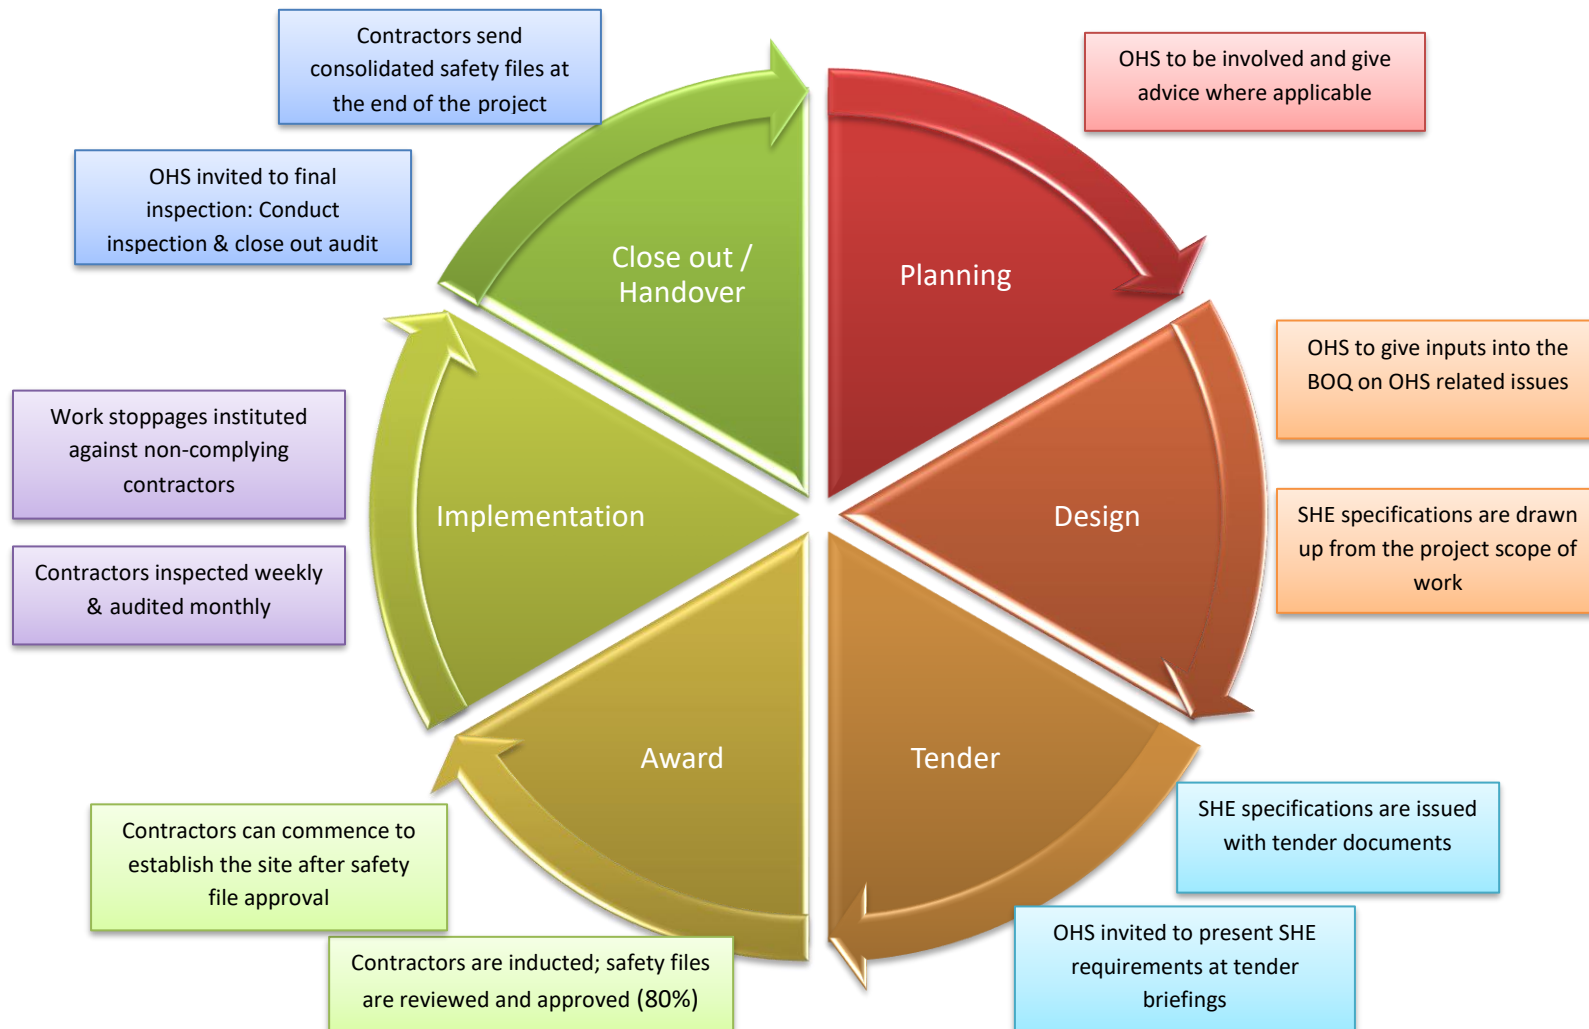 Contractors send
consolidated safety files at
the end of the project
OHS to be involved and give
advice where applicable
OHS invited to final
inspection: Conduct
inspection & close out audit
Close out /
Handover
Planning
OHS to give inputs into the
BOQ on OHS related issues
Work stoppages instituted
against non-complying
contractors
Implementation
Design
SHE specifications are drawn
up from the project scope of
work
Contractors inspected weekly
& audited monthly
Award
Tender
SHE specifications are issued
with tender documents
Contractors can commence to
establish the site after safety
file approval
OHS invited to present SHE
requirements at tender
briefings
Contractors are inducted; safety files
are reviewed and approved (80%)